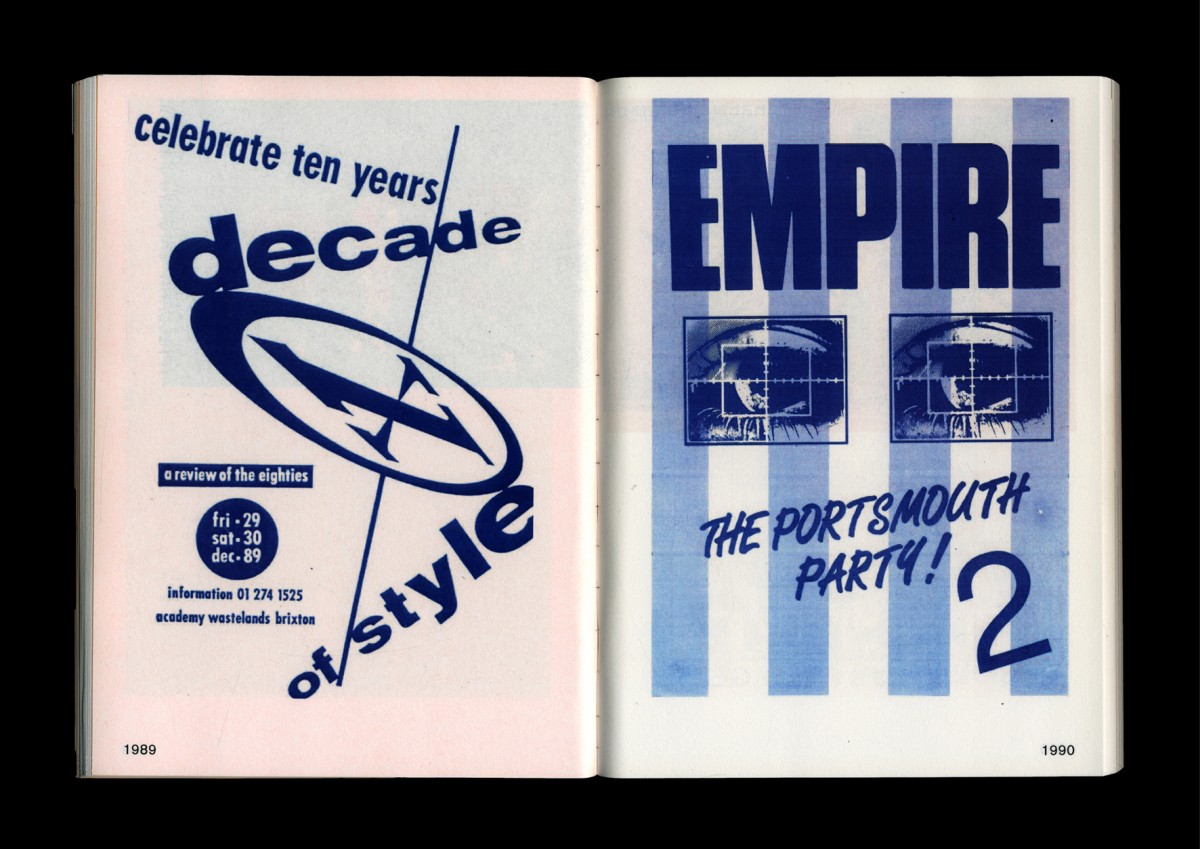 celebrate ten years
decade
N
of style
a review of the eighties
fri - 29
sat - 30
dec - 89
information 01 274 1525
academy wastelands brixton
1989
EMPIRE
THE PORTSMOUTH
PARTY!
2
1990